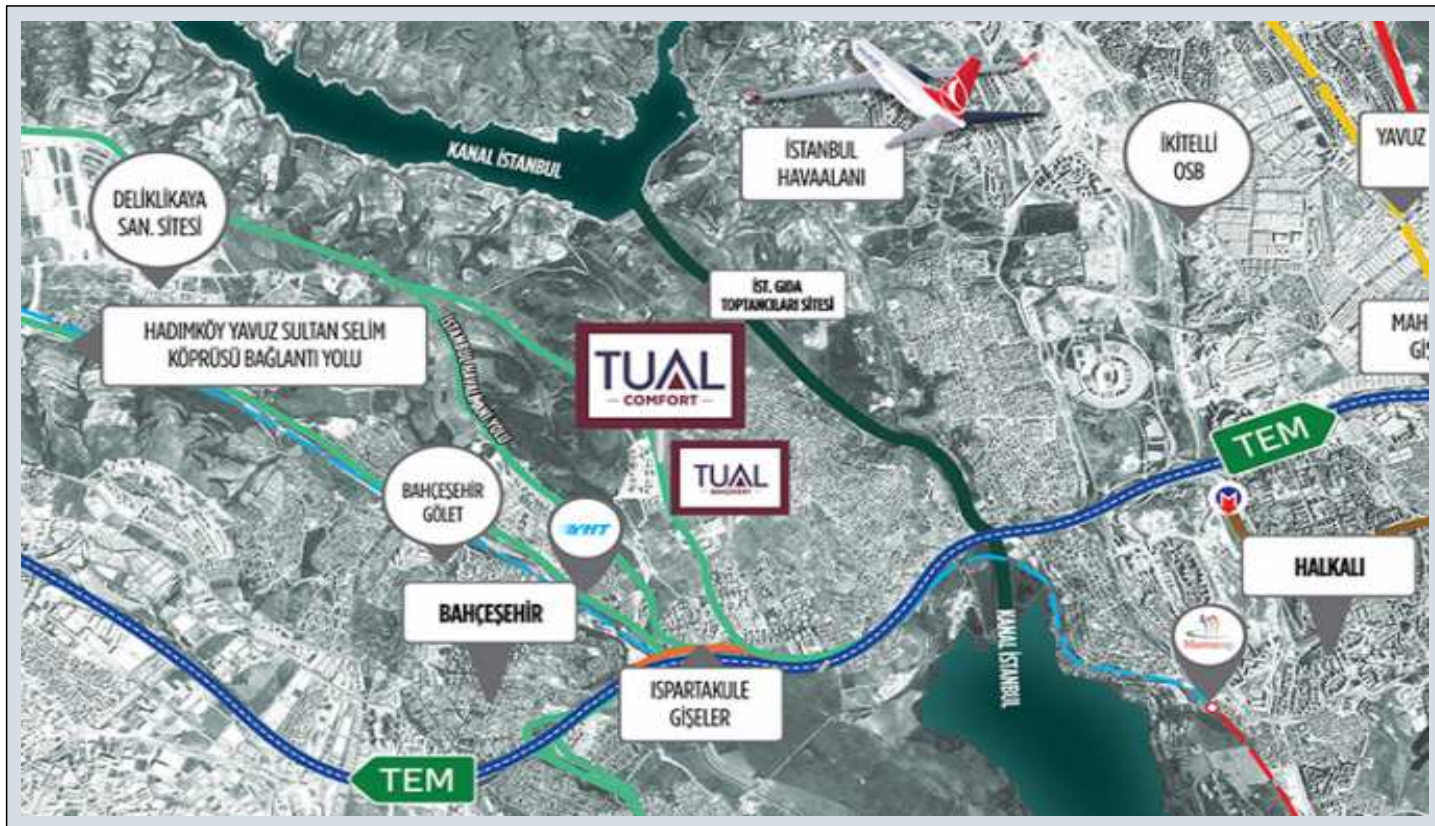 KANAL İSTANBUL
İSTANBUL
HAVAALANI
İKİTELLİ
OSB
YAVUZ
DELİKLİKAYA
SAN. SİTESİ
İST. GIDA
TOPTANCILARI SİTESİ
HADIMKÖY YAVUZ SULTAN SELİM
KÖPRÜSÜ BAĞLANTI YOLU
MAH
TUAL
COMFORT
TEM
TUAL
BAHÇEŞEHİR
GÖLET
YHT
M
HALKALI
BAHÇEŞEHİR
KANAL İSTANBUL
ISPARTAKULE
GİŞELER
TEM